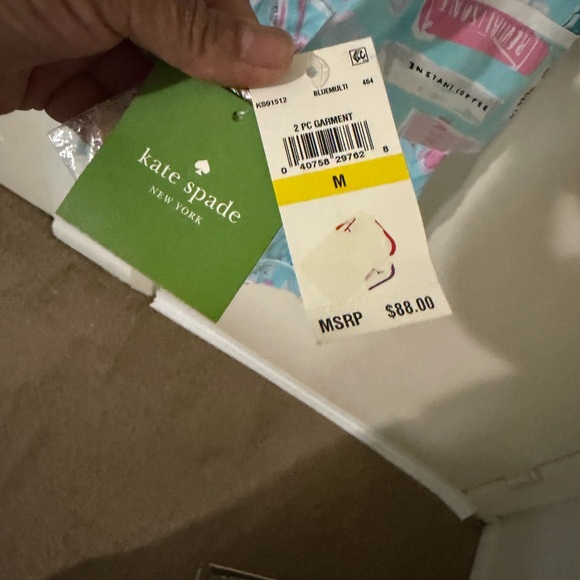 kate spade
NEW YORK
KS91512 BLUEMULTI 464
2 PC GARMENT
0 40758 29762 8
M
MSRP $88.00
REVITALISANT
INSTANT COFFEE